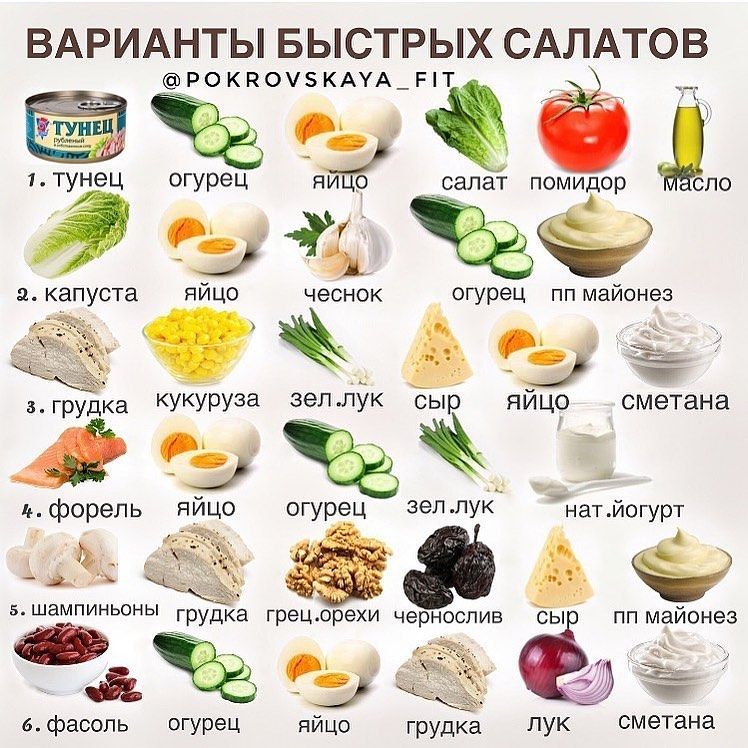 ВАРИАНТЫ БЫСТРЫХ САЛАТОВ
@POKROVSKAYA_FIT
ТУНЕЦ
рубленый
1. тунец огурец яйцо салат помидор масло
2. капуста яйцо чеснок огурец пп майонез
3. грудка кукуруза зел.лук сыр яйцо сметана
4. форель яйцо огурец зел.лук нат.йогурт
5. шампиньоны грудка грец.орехи чернослив сыр пп майонез
6. фасоль огурец яйцо грудка лук сметана